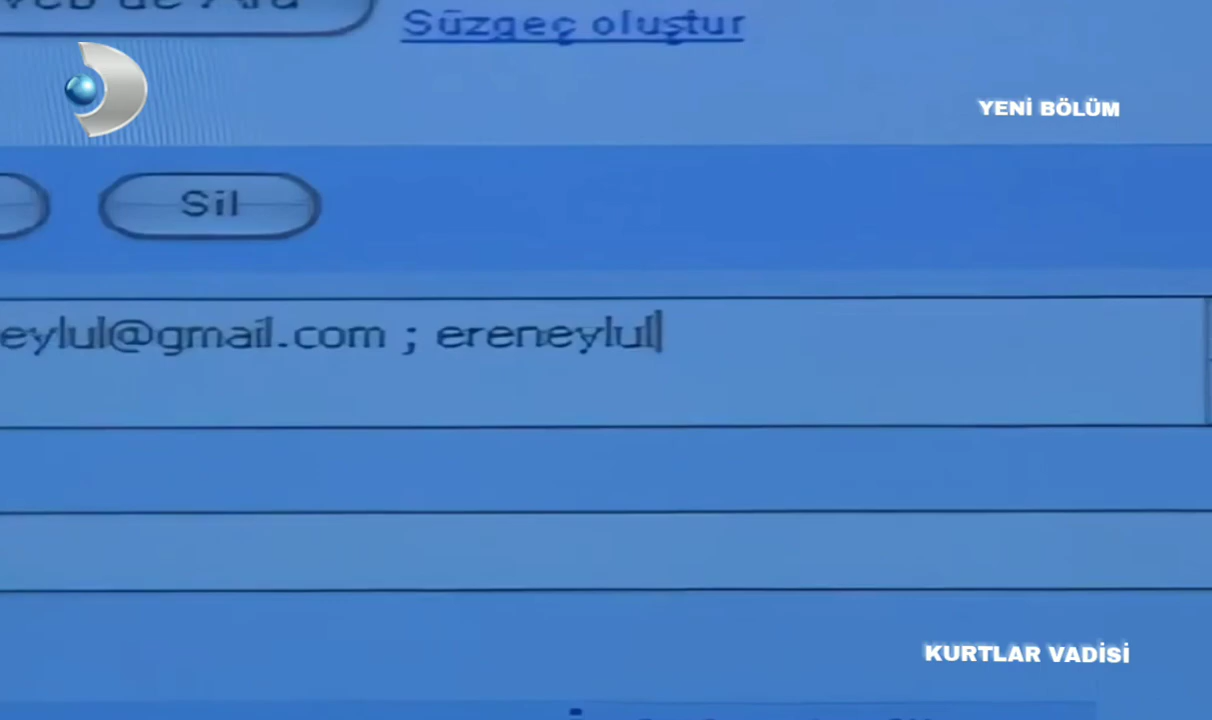 Süzgeç oluştur
YENİ BÖLÜM
Sil
eylul@gmail.com ; ereneylul
KURTLAR VADİSİ